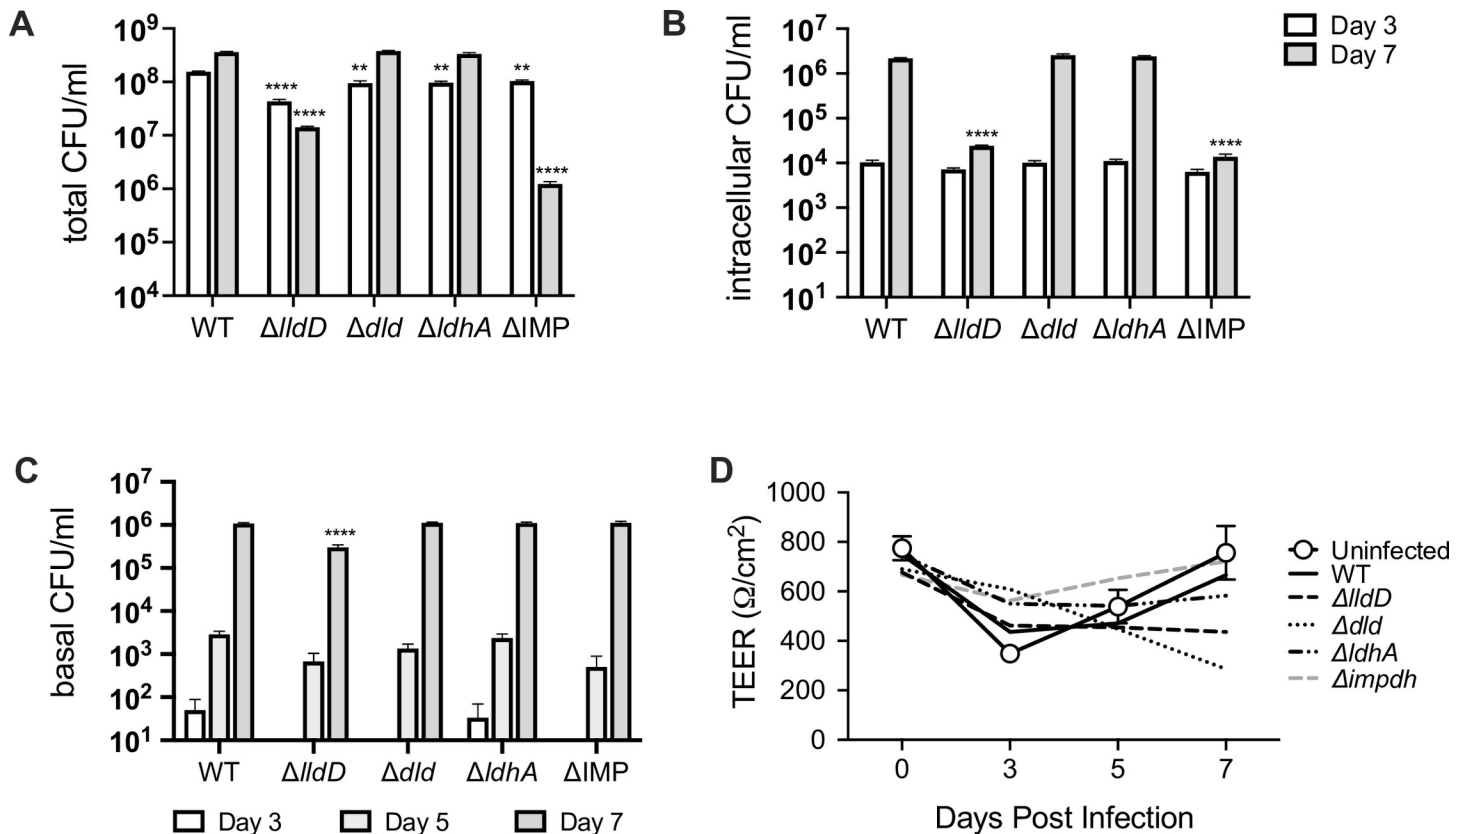 A
total CFU/ml
10⁹
10⁸
10⁷
10⁶
10⁵
10⁴
**** **** ** ** ** ****
WT ΔlldD Δdld ΔldhA ΔIMP
B
intracellular CFU/ml
10⁷
10⁶
10⁵
10⁴
10³
10²
10¹
**** ****
WT ΔlldD Δdld ΔldhA ΔIMP
Day 3
Day 7
C
basal CFU/ml
10⁷
10⁶
10⁵
10⁴
10³
10²
10¹
****
WT ΔlldD Δdld ΔldhA ΔIMP
Day 3 Day 5 Day 7
D
TEER (Ω/cm²)
1000
800
600
400
200
0
0 3 5 7
Days Post Infection
Uninfected
WT
ΔlldD
Δdld
ΔldhA
Δimpdh